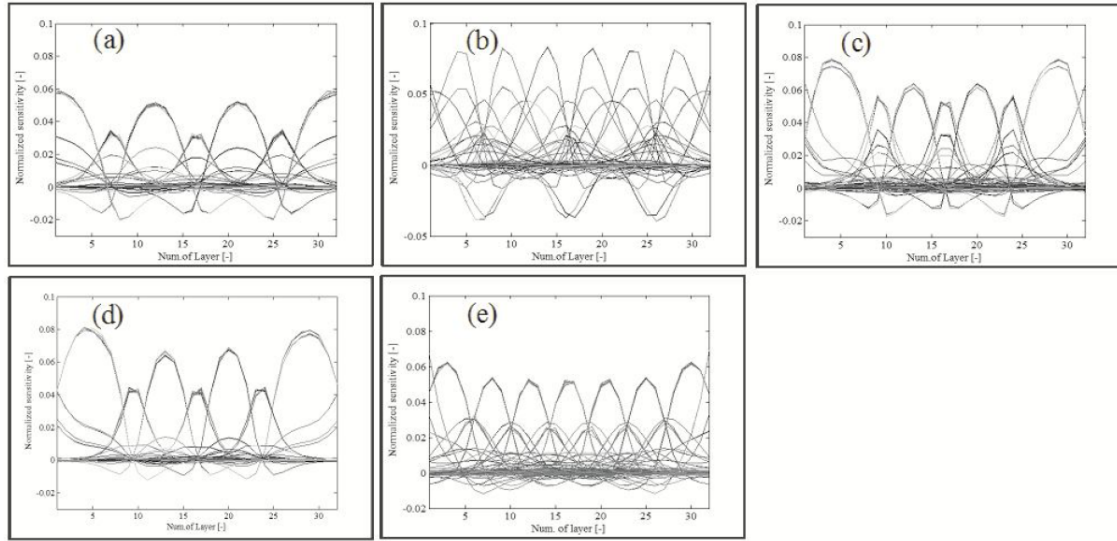 (a)
0.1
0.08
0.06
0.04
0.02
0
-0.02
Normalized sensitivity [-]
5 10 15 20 25 30
Num.of Layer [-]
(b)
0.1
0.05
0
-0.05
Normalized sensitivity [-]
5 10 15 20 25 30
Num.of Layer [-]
(c)
0.1
0.08
0.06
0.04
0.02
0
-0.02
Normalized sensitivity [-]
5 10 15 20 25 30
Num.of Layer [-]
(d)
0.1
0.08
0.06
0.04
0.02
0
-0.02
Normalized sensitivity [-]
5 10 15 20 25 30
Num.of Layer [-]
(e)
0.1
0.08
0.06
0.04
0.02
0
-0.02
Normalized sensitivity [-]
5 10 15 20 25 30
Num. of layer [-]